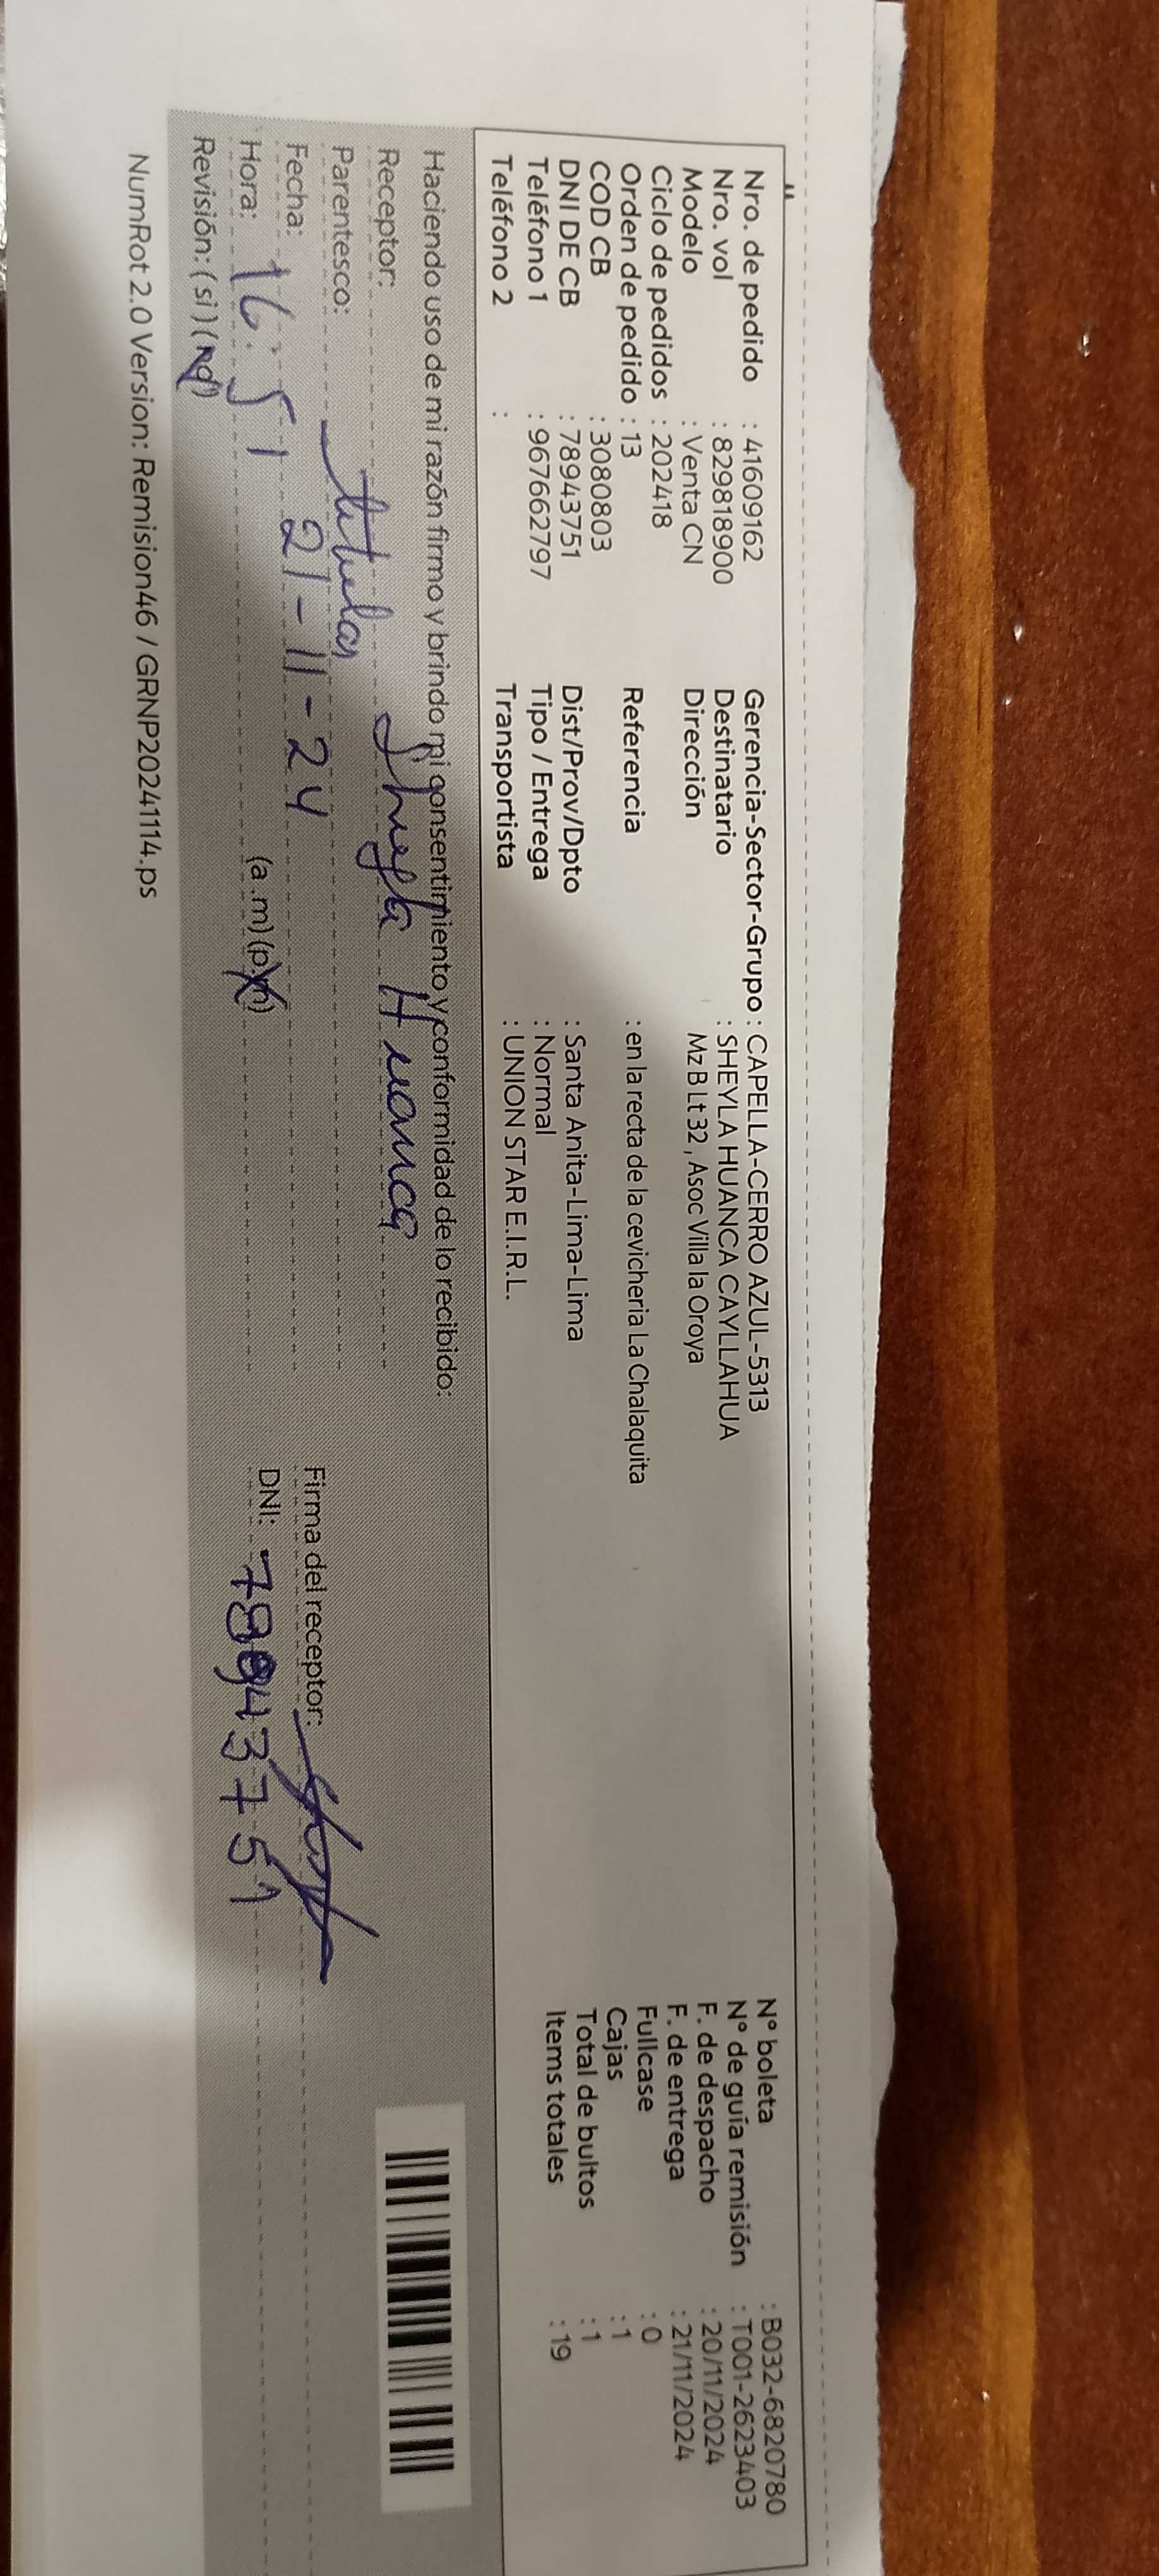 Nro. de pedido : 41609162 Gerencia-Sector-Grupo : CAPELLA-CERRO AZUL-5313 N° boleta : B032-6820780
Nro. vol : 829818900 Destinatario : SHEYLA HUANCA CAYLLAHUA N° de guía remisión : T001-2623403
Modelo : Venta CN Dirección Mz B Lt 32 , Asoc Villa la Oroya F. de despacho : 20/11/2024
Ciclo de pedidos : 202418 F. de entrega : 21/11/2024
Orden de pedido : 13 Referencia : en la recta de la cevicheria La Chalaquita Fullcase : 0
COD CB : 3080803 Cajas : 1
DNI DE CB : 78943751 Dist/Prov/Dpto : Santa Anita-Lima-Lima Total de bultos : 1
Teléfono 1 : 967662797 Tipo / Entrega : Normal Items totales : 19
Teléfono 2 : Transportista : UNION STAR E.I.R.L.
Haciendo uso de mi razón firmo y brindo mi consentimiento y conformidad de lo recibido:
Receptor: Sheyla Huanca
Parentesco: titular
Firma del receptor:
Fecha: 21-11-24
DNI: 78943751
Hora: 16:51 (a.m) (p.m)
Revisión: ( si ) ( no )
NumRot 2.0 Version: Remision46 / GRNP20241114.ps